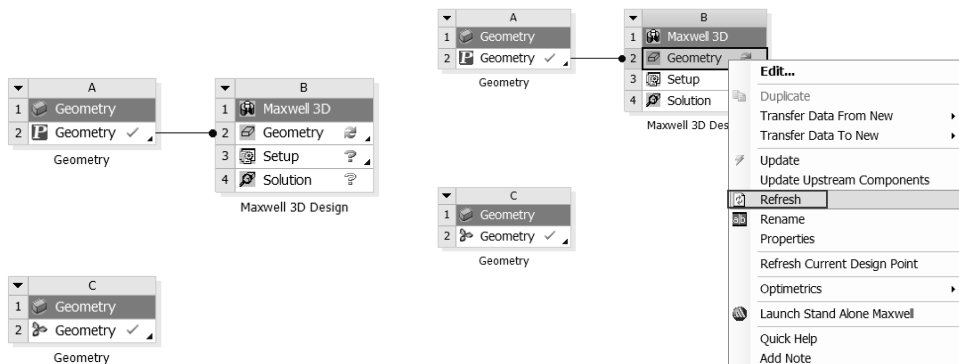 A
1 Geometry
2 P Geometry
Geometry
B
1 Maxwell 3D
2 Geometry
3 Setup ?
4 Solution ?
Maxwell 3D Design
C
1 Geometry
2 Geometry
Geometry
A
1 Geometry
2 P Geometry
Geometry
B
1 Maxwell 3D
2 Geometry
3 Setup
4 Solution
Maxwell 3D Des
C
1 Geometry
2 Geometry
Geometry
Edit...
Duplicate
Transfer Data From New
Transfer Data To New
Update
Update Upstream Components
Refresh
ab Rename
Properties
Refresh Current Design Point
Optimetrics
Launch Stand Alone Maxwell
Quick Help
Add Note